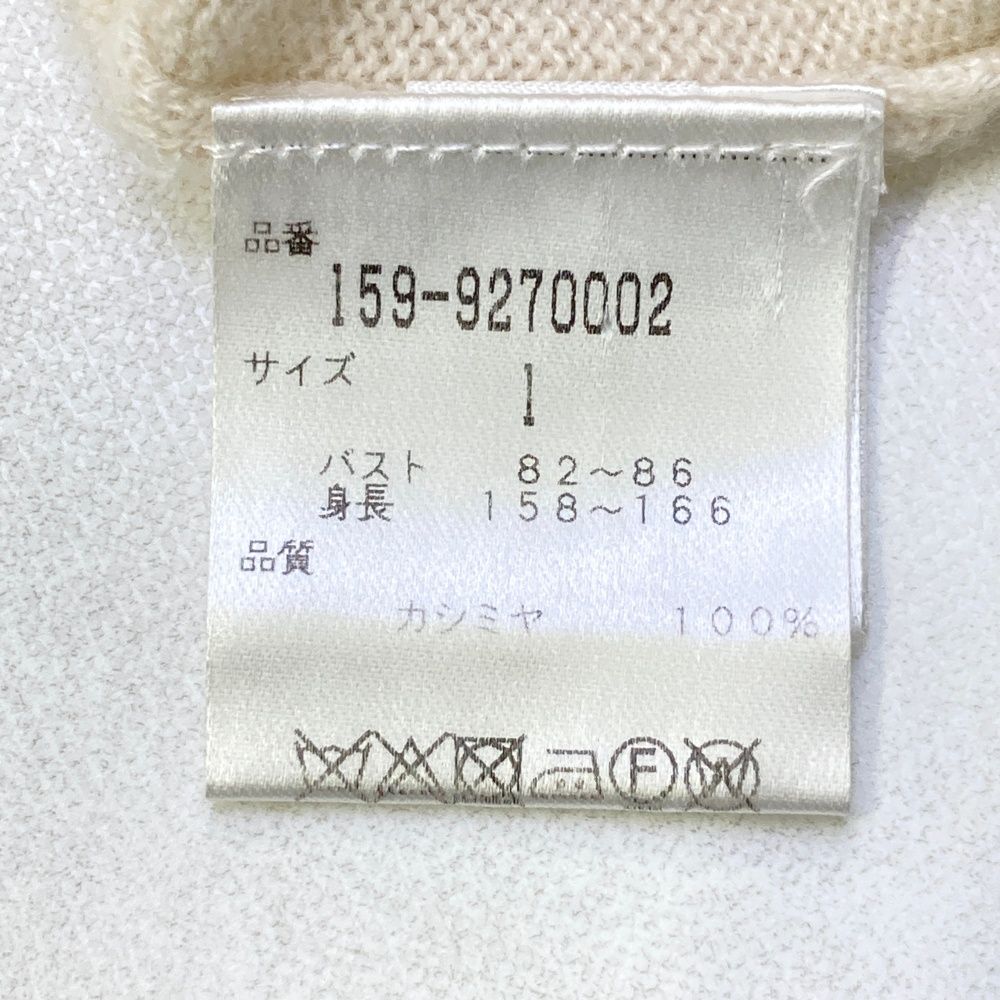 品番
159-9270002
サイズ
1
バスト 82～86
身長 158～166
品質
カシミヤ 100%
F W